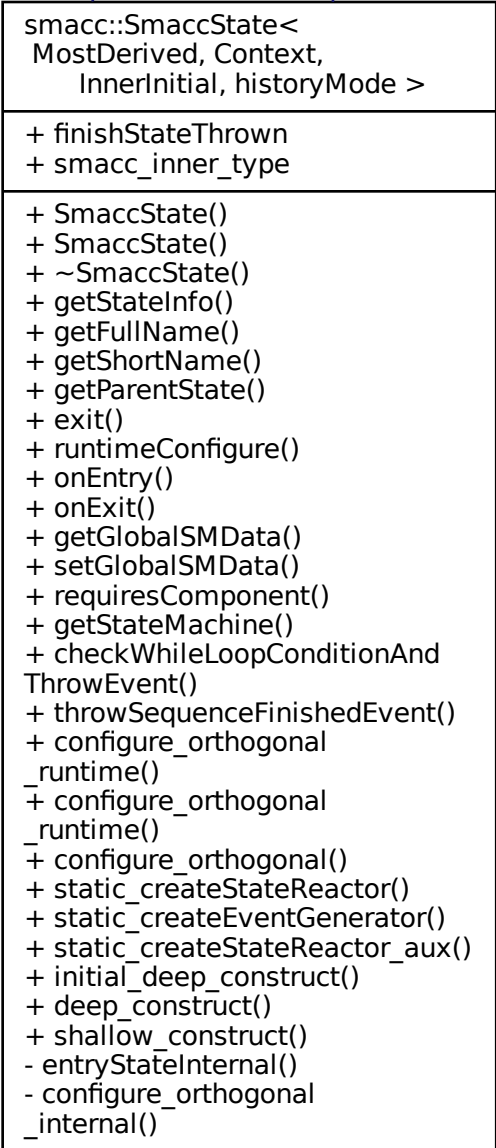 smacc::SmaccState<
MostDerived, Context,
InnerInitial, historyMode >
+ finishStateThrown
+ smacc_inner_type
+ SmaccState()
+ SmaccState()
+ ~SmaccState()
+ getStateInfo()
+ getFullName()
+ getShortName()
+ getParentState()
+ exit()
+ runtimeConfigure()
+ onEntry()
+ onExit()
+ getGlobalSMData()
+ setGlobalSMData()
+ requiresComponent()
+ getStateMachine()
+ checkWhileLoopConditionAnd
ThrowEvent()
+ throwSequenceFinishedEvent()
+ configure_orthogonal
_runtime()
+ configure_orthogonal
_runtime()
+ configure_orthogonal()
+ static_createStateReactor()
+ static_createEventGenerator()
+ static_createStateReactor_aux()
+ initial_deep_construct()
+ deep_construct()
+ shallow_construct()
- entryStateInternal()
- configure_orthogonal
_internal()